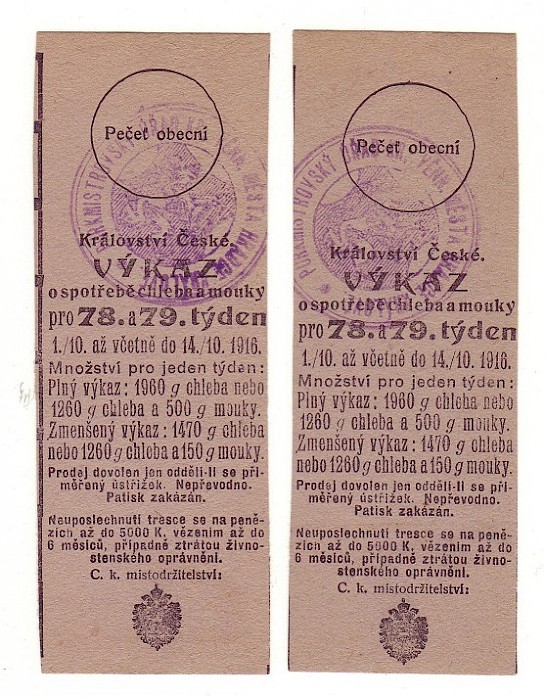 Pečeť obecní
Království České.
VÝKAZ
o spotřebě chleba a mouky
pro 78. a 79. týden
1./10. až včetně do 14./10. 1916.
Množství pro jeden týden:
Plný výkaz: 1960 g chleba nebo
1260 g chleba a 500 g mouky.
Zmenšený výkaz: 1470 g chleba
nebo 1260 g chleba a 150 g mouky.
Prodej dovolen jen oddělí-li se při-
měřený ústřižek. Nepřevodno.
Patisk zakázán.
Neuposlechnutí tresce se na pené-
zích až do 5000 K, vězením až do
6 měsíců, případně ztrátou živno-
stenského oprávnění.
C. k. místodržitelství:
Pečeť obecní
Království České.
VÝKAZ
o spotřebě chleba a mouky
pro 78. a 79. týden
1./10. až včetně do 14./10. 1916.
Množství pro jeden týden:
Plný výkaz: 1960 g chleba nebo
1260 g chleba a 500 g mouky.
Zmenšený výkaz: 1470 g chleba
nebo 1260 g chleba a 150 g mouky.
Prodej dovolen jen oddělí-li se při-
měřený ústřižek. Nepřevodno.
Patisk zakázán.
Neuposlechnutí tresce se na pené-
zích až do 5000 K, vězením až do
6 měsíců, případně ztrátou živno-
stenského oprávnění.
C. k. místodržitelství: